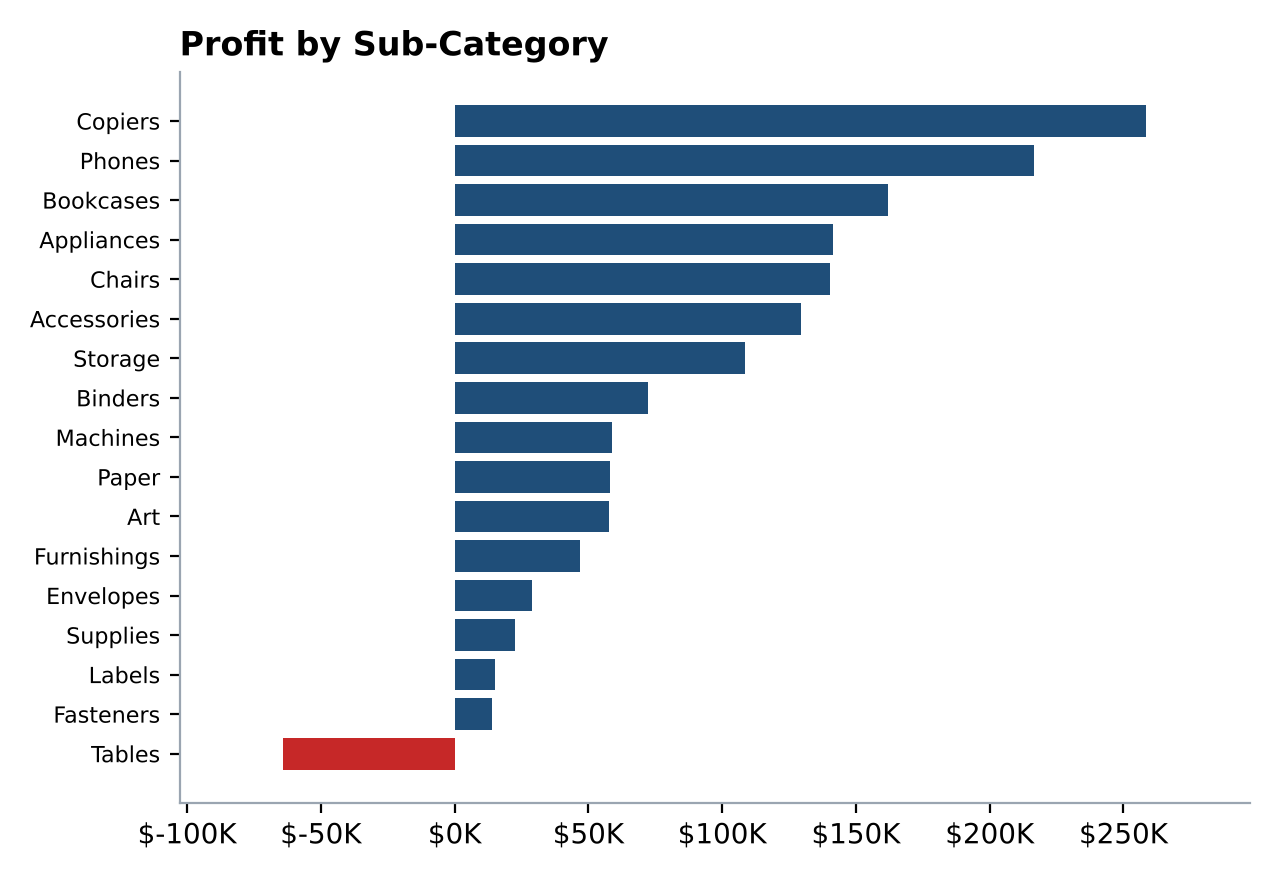 Profit by Sub-Category
Copiers
Phones
Bookcases
Appliances
Chairs
Accessories
Storage
Binders
Machines
Paper
Art
Furnishings
Envelopes
Supplies
Labels
Fasteners
Tables
$-100K $-50K $0K $50K $100K $150K $200K $250K